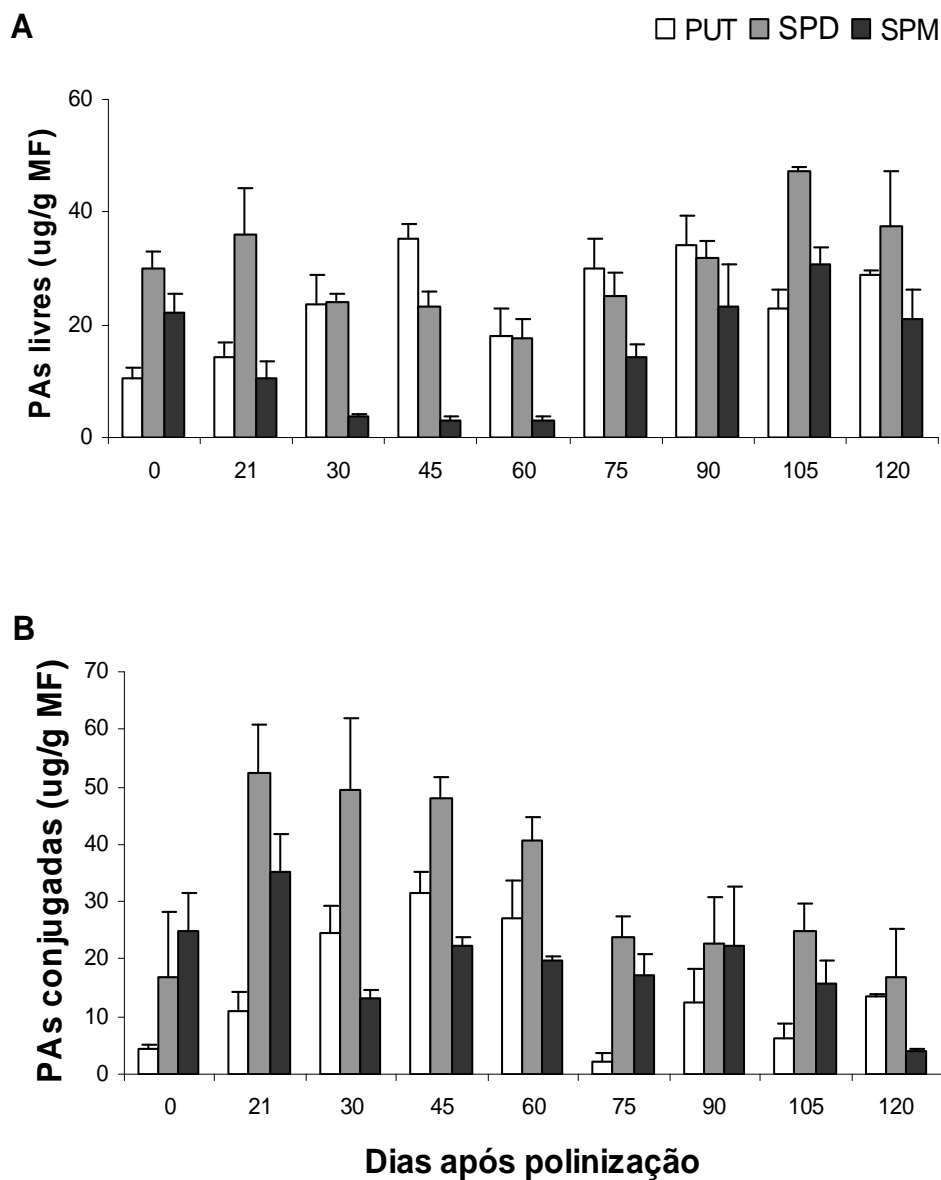 A
PUT SPD SPM
PAs livres (ug/g MF)
60
40
20
0
0 21 30 45 60 75 90 105 120
B
PAs conjugadas (ug/g MF)
70
60
50
40
30
20
10
0
0 21 30 45 60 75 90 105 120
Dias após polinização